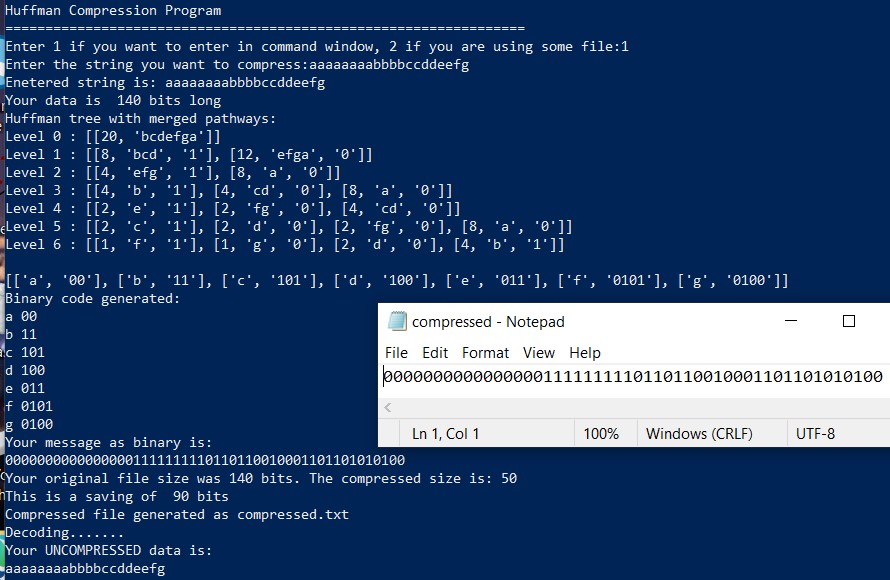 Huffman Compression Program
=================================================================
Enter 1 if you want to enter in command window, 2 if you are using some file:1
Enter the string you want to compress:aaaaaaaabbbbccddeefg
Enetered string is: aaaaaaaabbbbccddeefg
Your data is  140 bits long
Huffman tree with merged pathways:
Level 0 : [[20, 'bcdefga']]
Level 1 : [[8, 'bcd', '1'], [12, 'efga', '0']]
Level 2 : [[4, 'efg', '1'], [8, 'a', '0']]
Level 3 : [[4, 'b', '1'], [4, 'cd', '0'], [8, 'a', '0']]
Level 4 : [[2, 'e', '1'], [2, 'fg', '0'], [4, 'cd', '0']]
Level 5 : [[2, 'c', '1'], [2, 'd', '0'], [2, 'fg', '0'], [8, 'a', '0']]
Level 6 : [[1, 'f', '1'], [1, 'g', '0'], [2, 'd', '0'], [4, 'b', '1']]
[['a', '00'], ['b', '11'], ['c', '101'], ['d', '100'], ['e', '011'], ['f', '0101'], ['g', '0100']]
Binary code generated:
a 00
b 11
c 101
d 100
e 011
f 0101
g 0100
Your message as binary is:
00000000000000001111111110110110010001101101010100
Your original file size was 140 bits. The compressed size is: 50
This is a saving of  90 bits
Compressed file generated as compressed.txt
Decoding.......
Your UNCOMPRESSED data is:
aaaaaaaabbbbccddeefg
compressed - Notepad
File Edit Format View Help
00000000000000001111111110110110010001101101010100
Ln 1, Col 1 100% Windows (CRLF) UTF-8